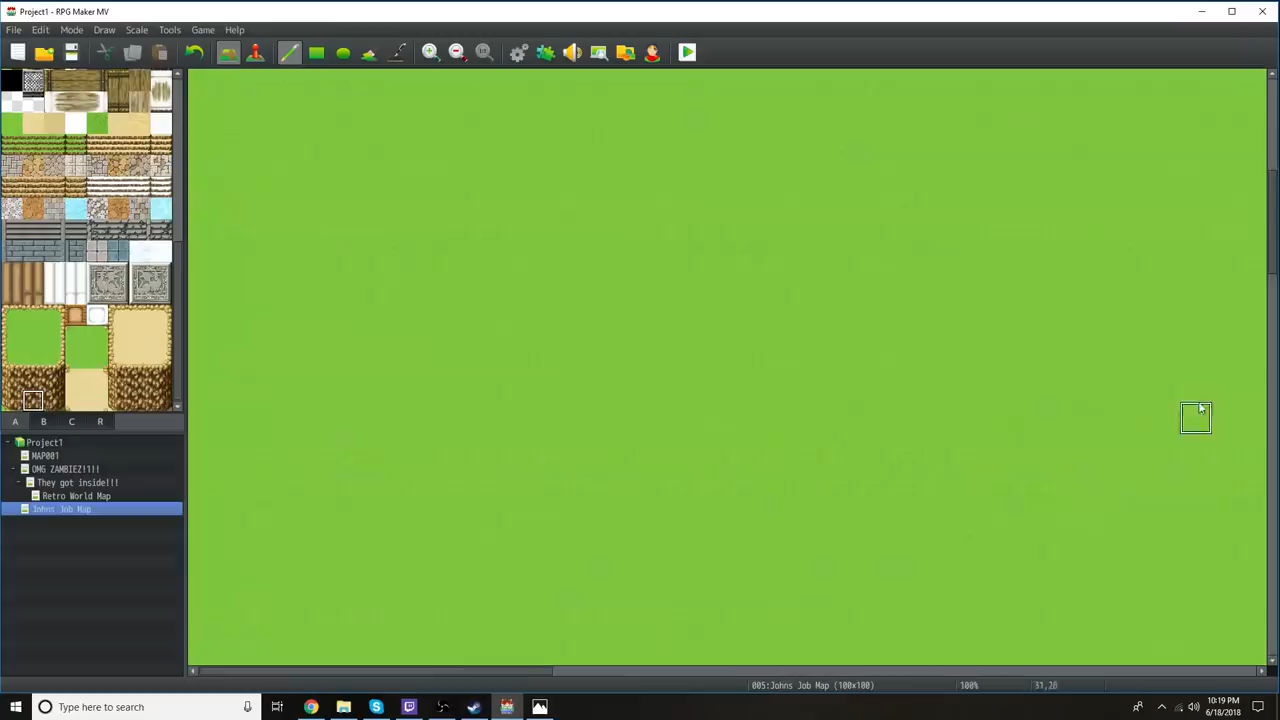 Project1 - RPG Maker MV
File Edit Mode Draw Scale Tools Game Help
A B C R
Project1
MAP001
OMG ZAMBIEZ!1!!
They got inside!!!
Retro World Map
Johns Job Map
005:Johns Job Map (100x100) 100% 31,28
Type here to search
10:19 PM
6/18/2018